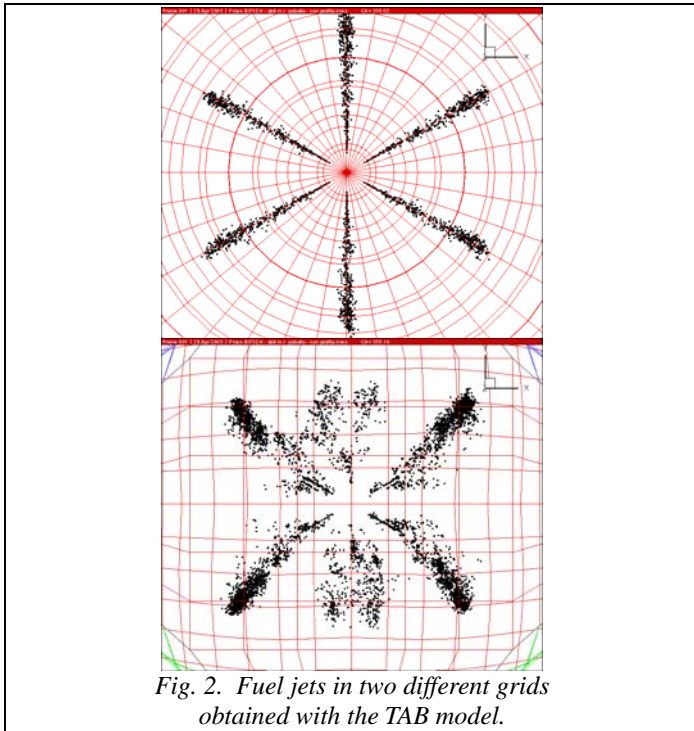 Y
X
X
Fig. 2. Fuel jets in two different grids
obtained with the TAB model.